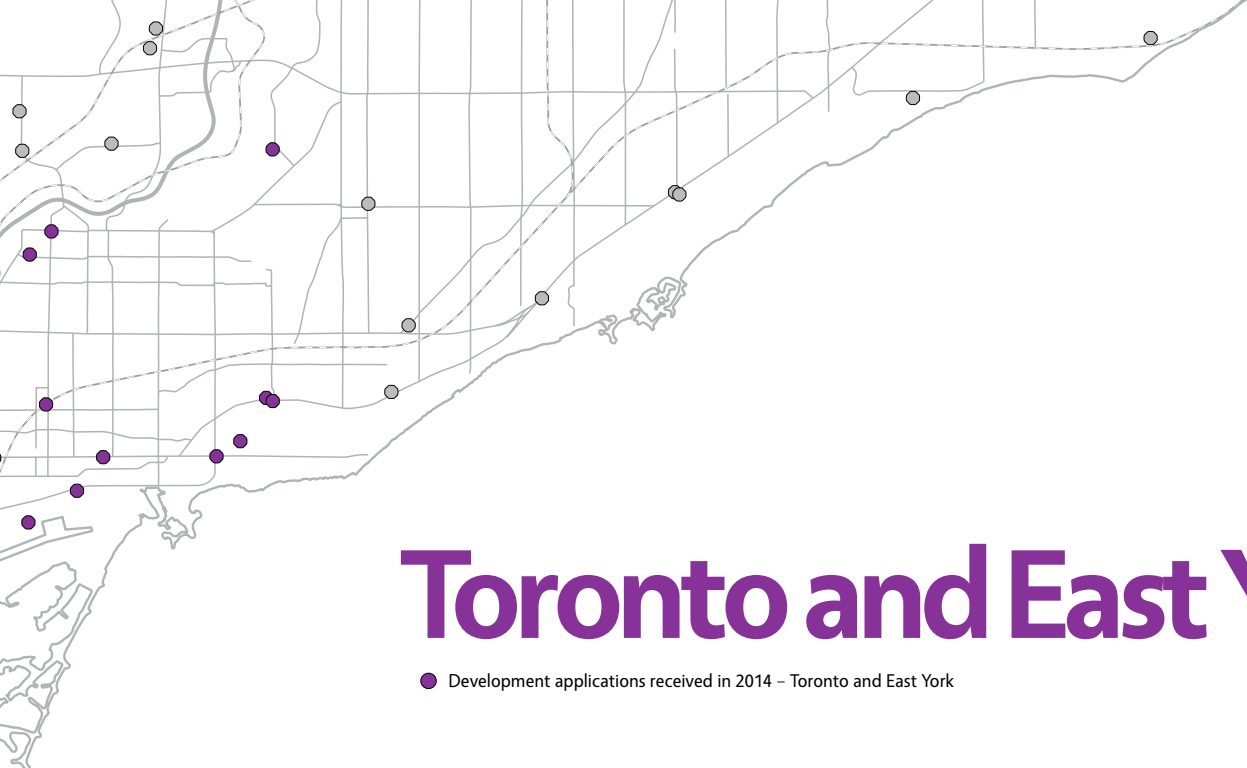 Toronto and East
Development applications received in 2014 – Toronto and East York